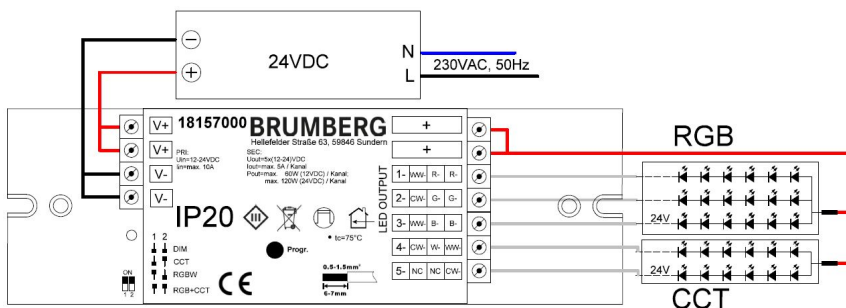 24VDC
N
L
230VAC, 50Hz
18157000 BRUMBERG
Hellefelder Straße 63, 59846 Sundern
V+
V+
V-
V-
PRI:
Uin=12-24VDC
Iin=max. 10A
SEC:
Uout=5x(12-24)VDC
Iout=max. 5A / Kanal
Pout=max. 60W (12VDC) / Kanal
max. 120W (24VDC) / Kanal
IP20
III
* tc=75°C
1 2
DIM
CCT
RGBW
RGB+CCT
ON
1 2
Progr.
CE
0.5-1.5mm²
6-7mm
LED OUTPUT
+
+
1- WW- R- R-
2- CW- G- G-
3- WW- B- B-
4- CW- W- WW-
5- NC NC CW-
RGB
24V
24V
CCT